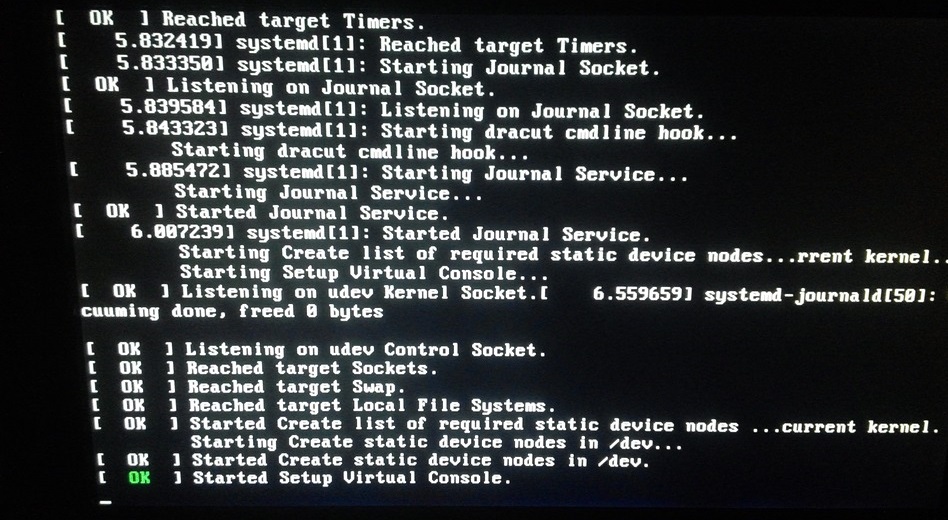 [  OK  ] Reached target Timers.
[    5.832419] systemd[1]: Reached target Timers.
[    5.833350] systemd[1]: Starting Journal Socket.
[  OK  ] Listening on Journal Socket.
[    5.839584] systemd[1]: Listening on Journal Socket.
[    5.843323] systemd[1]: Starting dracut cmdline hook...
Starting dracut cmdline hook...
[    5.885472] systemd[1]: Starting Journal Service...
Starting Journal Service...
[  OK  ] Started Journal Service.
[    6.007239] systemd[1]: Started Journal Service.
Starting Create list of required static device nodes...rrent kernel..
Starting Setup Virtual Console...
[  OK  ] Listening on udev Kernel Socket.[    6.559659] systemd-journald[50]:
cuuming done, freed 0 bytes
[  OK  ] Listening on udev Control Socket.
[  OK  ] Reached target Sockets.
[  OK  ] Reached target Swap.
[  OK  ] Reached target Local File Systems.
[  OK  ] Started Create list of required static device nodes ...current kernel.
Starting Create static device nodes in /dev...
[  OK  ] Started Create static device nodes in /dev.
[  OK  ] Started Setup Virtual Console.